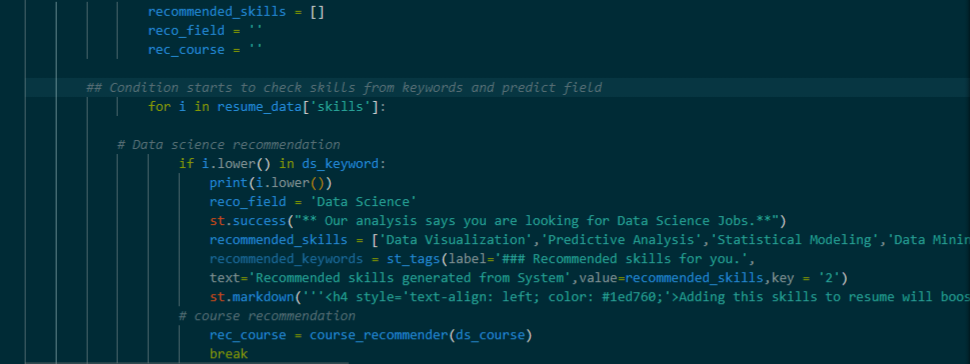 recommended_skills = []
reco_field = ''
rec_course = ''
## Condition starts to check skills from keywords and predict field
for i in resume_data['skills']:
# Data science recommendation
if i.lower() in ds_keyword:
print(i.lower())
reco_field = 'Data Science'
st.success("** Our analysis says you are looking for Data Science Jobs.**")
recommended_skills = ['Data Visualization','Predictive Analysis','Statistical Modeling','Data Minin
recommended_keywords = st_tags(label='### Recommended skills for you.',
text='Recommended skills generated from System',value=recommended_skills,key = '2')
st.markdown('''<h4 style='text-align: left; color: #1ed760;'>Adding this skills to resume will boos
# course recommendation
rec_course = course_recommender(ds_course)
break